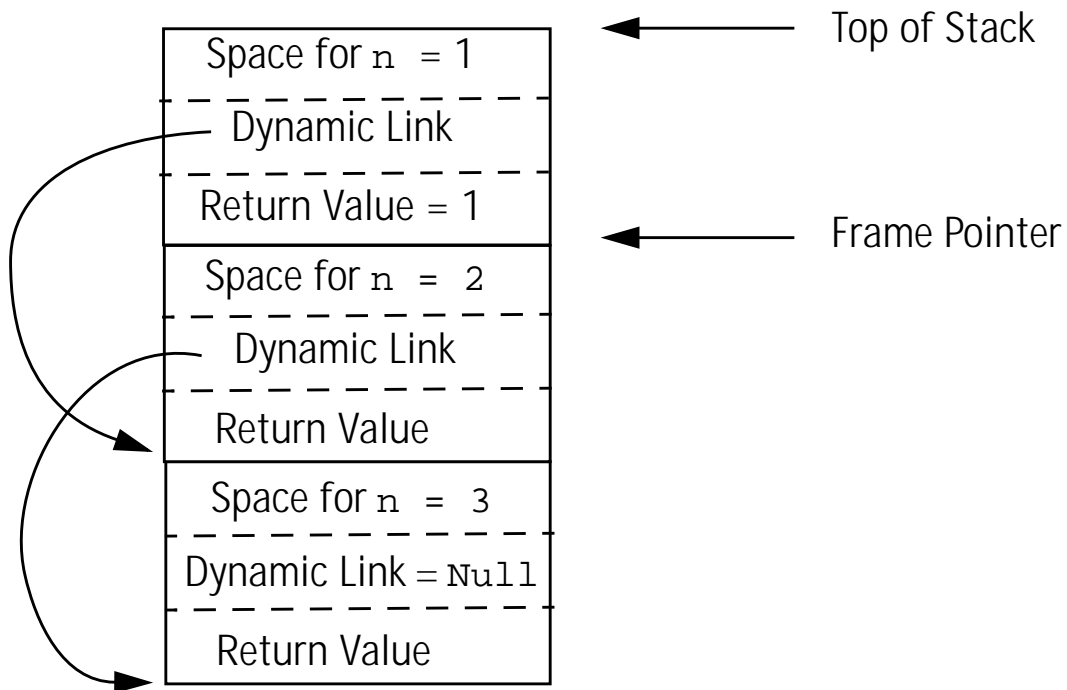 Top of Stack
Space for n = 1
Dynamic Link
Return Value = 1
Frame Pointer
Space for n = 2
Dynamic Link
Return Value
Space for n = 3
Dynamic Link = Null
Return Value